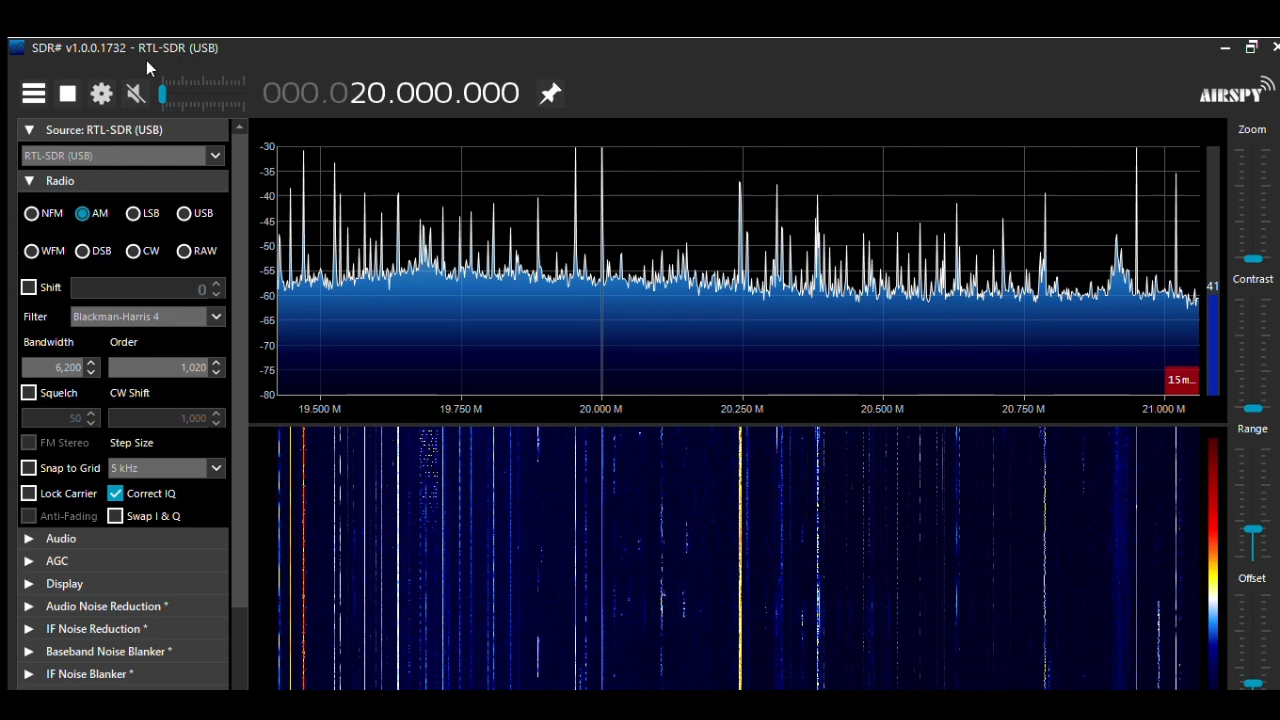 SDR# v1.0.0.1732 - RTL-SDR (USB)
000.020.000.000
AIRSPY
Source: RTL-SDR (USB)
RTL-SDR (USB)
Radio
NFM AM LSB USB
WFM DSB CW RAW
Shift 0
Filter Blackman-Harris 4
Bandwidth Order
6,200 1,020
Squelch CW Shift
50 1,000
FM Stereo Step Size
Snap to Grid 5 kHz
Lock Carrier Correct IQ
Anti-Fading Swap I & Q
Audio
AGC
Display
Audio Noise Reduction *
IF Noise Reduction *
Baseband Noise Blanker *
IF Noise Blanker *
-30
-35
-40
-45
-50
-55
-60
-65
-70
-75
-80
15m...
19.500 M 19.750 M 20.000 M 20.250 M 20.500 M 20.750 M 21.000 M
41
Zoom
Contrast
Range
Offset